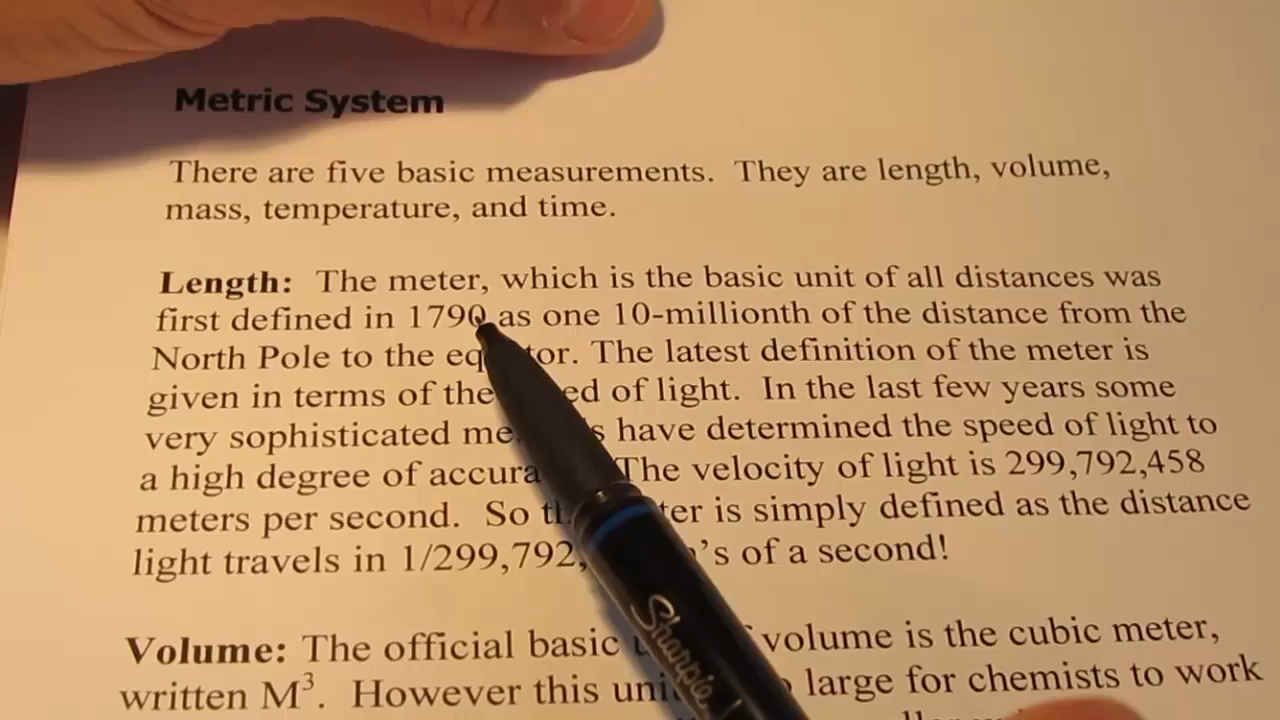 Metric System
There are five basic measurements. They are length, volume,
mass, temperature, and time.
Length: The meter, which is the basic unit of all distances was
first defined in 1790 as one 10-millionth of the distance from the
North Pole to the tor. The latest definition of the meter is
given in terms of the ed of light. In the last few years some
very sophisticated have determined the speed of light to
a high degree of The velocity of light is 299,792,458
meters per second. So is simply defined as the distance
light travels in 1/299,792, 's of a second!
Volume: The official basic volume is the cubic meter,
written M³. However this large for chemists to work
Sharpie